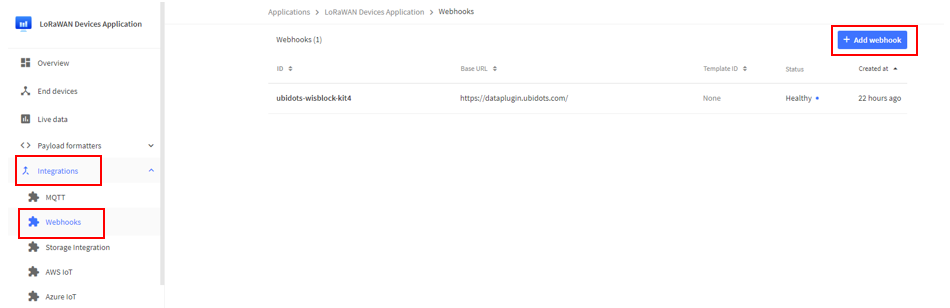 LoRaWAN Devices Application
Overview
End devices
Live data
Payload formatters
Integrations
MQTT
Webhooks
Storage Integration
AWS IoT
Azure IoT
Applications > LoRaWAN Devices Application > Webhooks
Webhooks (1)
+ Add webhook
ID Base URL Template ID Status Created at
ubidots-wisblock-kit4 https://dataplugin.ubidots.com/ None Healthy 22 hours ago